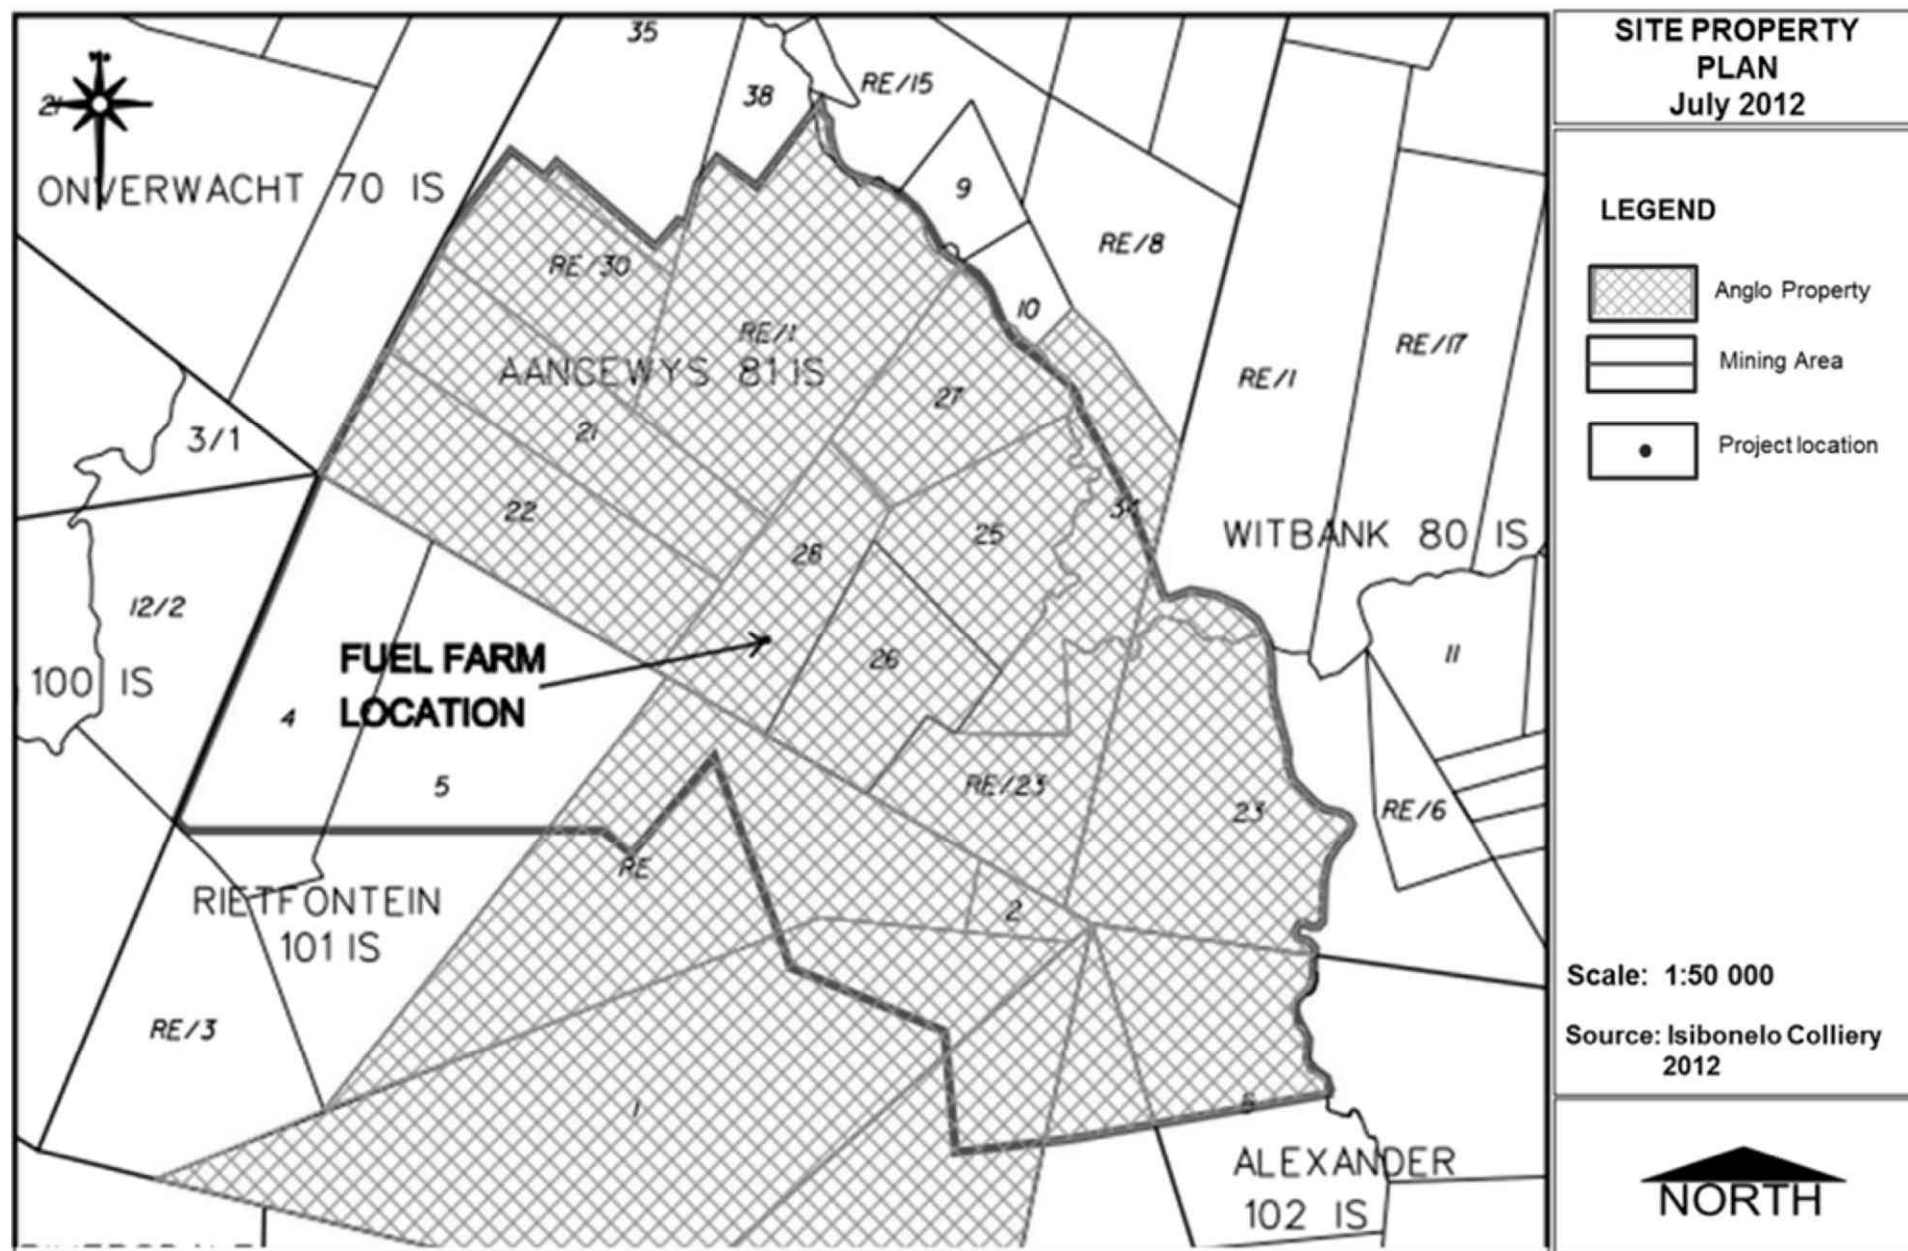 SITE PROPERTY
PLAN
July 2012
LEGEND
Anglo Property
Mining Area
Project location
Scale: 1:50 000
Source: Isibonelo Colliery
2012
NORTH
35
38
RE/15
21
ONVERWACHT 70 IS
9
RE/8
RE/30
10
RE/1
AANGEWYS 81 IS
RE/17
RE/1
27
21
3/1
22
25
34
28
WITBANK 80 IS
12/2
FUEL FARM
LOCATION
26
11
100 IS
4
5
RE/23
23
RE/6
RE
RIETFONTEIN
101 IS
2
RE/3
1
6
ALEXANDER
102 IS